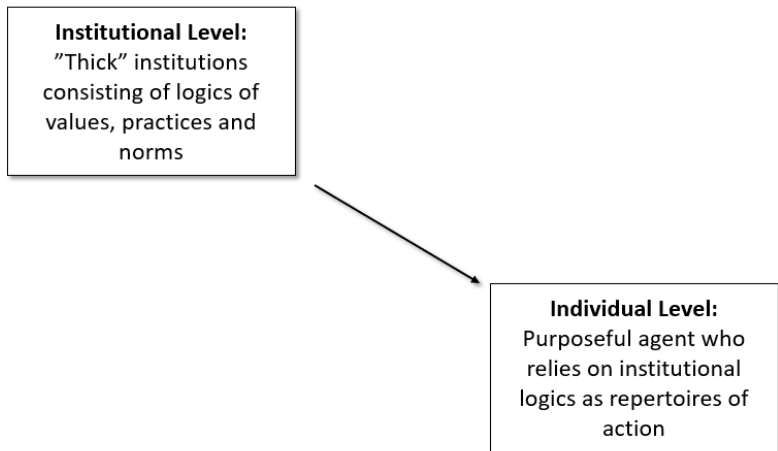 Institutional Level:
”Thick” institutions
consisting of logics of
values, practices and
norms
Individual Level:
Purposeful agent who
relies on institutional
logics as repertoires of
action